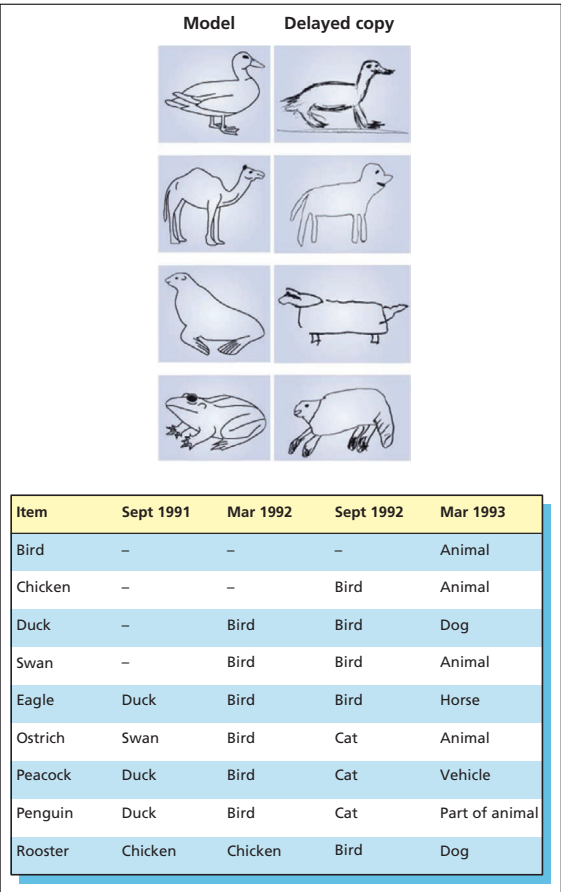 Model Delayed copy
Item Sept 1991 Mar 1992 Sept 1992 Mar 1993
Bird – – – Animal
Chicken – – Bird Animal
Duck – Bird Bird Dog
Swan – Bird Bird Animal
Eagle Duck Bird Bird Horse
Ostrich Swan Bird Cat Animal
Peacock Duck Bird Cat Vehicle
Penguin Duck Bird Cat Part of animal
Rooster Chicken Chicken Bird Dog